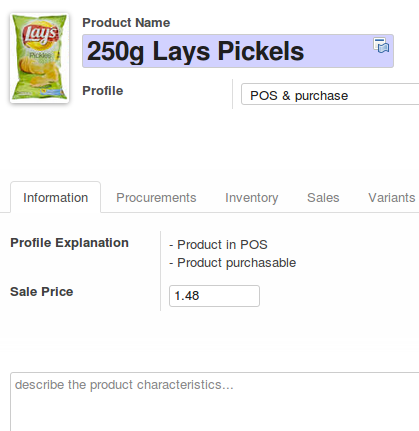 Product Name
Lay's
Pickles
250g Lays Pickels
Profile
POS & purchase
Information Procurements Inventory Sales Variants
Profile Explanation
- Product in POS
- Product purchasable
Sale Price
1.48
describe the product characteristics...